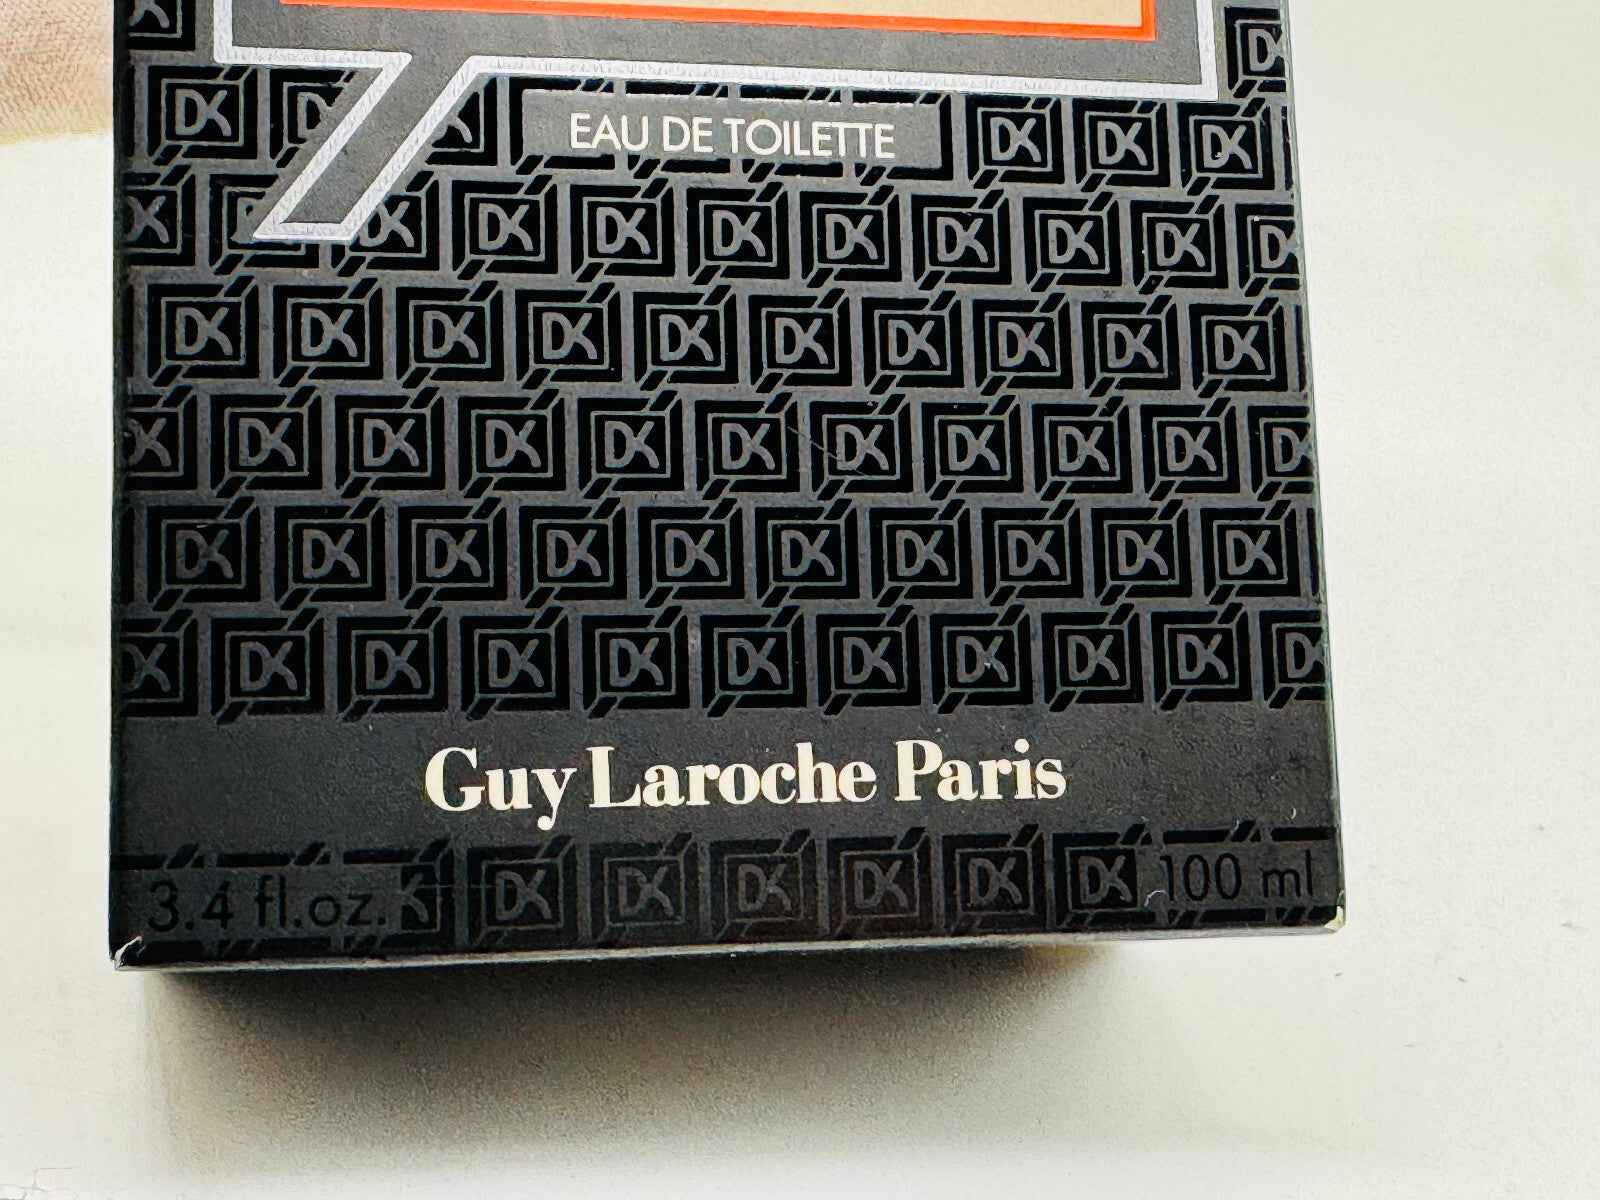 EAU DE TOILETTE
Guy Laroche Paris
3.4 fl.oz.
100 ml